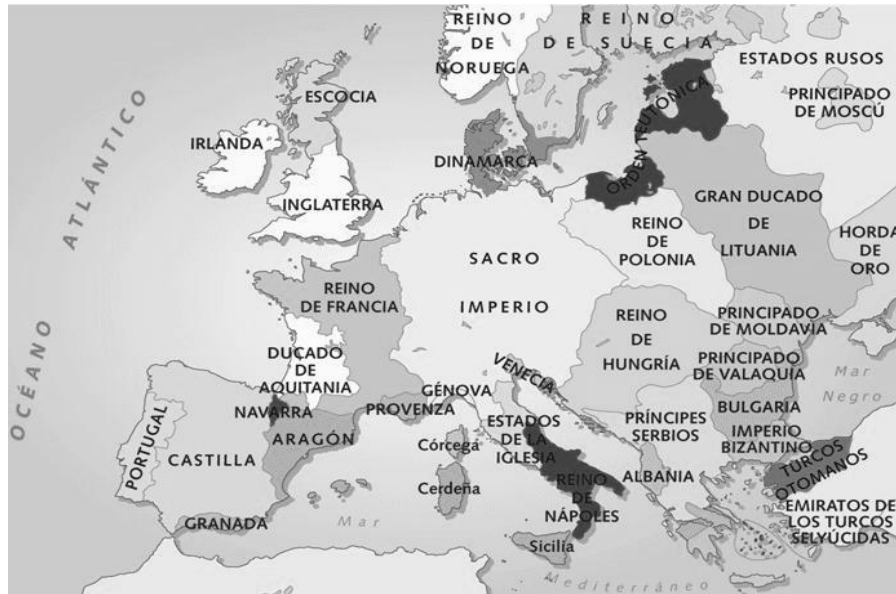 REINO
DE
NORUEGA
REINO
DE SUECIA
ESTADOS RUSOS
PRINCIPADO
DE MOSCÚ
ESCOCIA
IRLANDA
DINAMARCA
ORDEN TEUTÓNICA
INGLATERRA
OCÉANO ATLÁNTICO
GRAN DUCADO
DE
LITUANIA
HORDA
DE
ORO
REINO
DE
POLONIA
SACRO
IMPERIO
REINO
DE FRANCIA
REINO
DE
HUNGRÍA
PRINCIPADO
DE MOLDAVIA
DUCADO
DE
AQUITANIA
VENECIA
PRINCIPADO
DE VALAQUIA
Mar
Negro
GÉNOVA
PROVENZA
NAVARRA
ARAGÓN
BULGARIA
PORTUGAL
CASTILLA
Córcega
ESTADOS
DE LA
IGLESIA
PRÍNCIPES
SERBIOS
IMPERIO
BIZANTINO
TURCOS
OTOMANOS
Cerdeña
REINO
DE
NÁPOLES
ALBANIA
EMIRATOS DE
LOS TURCOS
SELYÚCIDAS
GRANADA
Mar
Sicilia
Mediterráneo